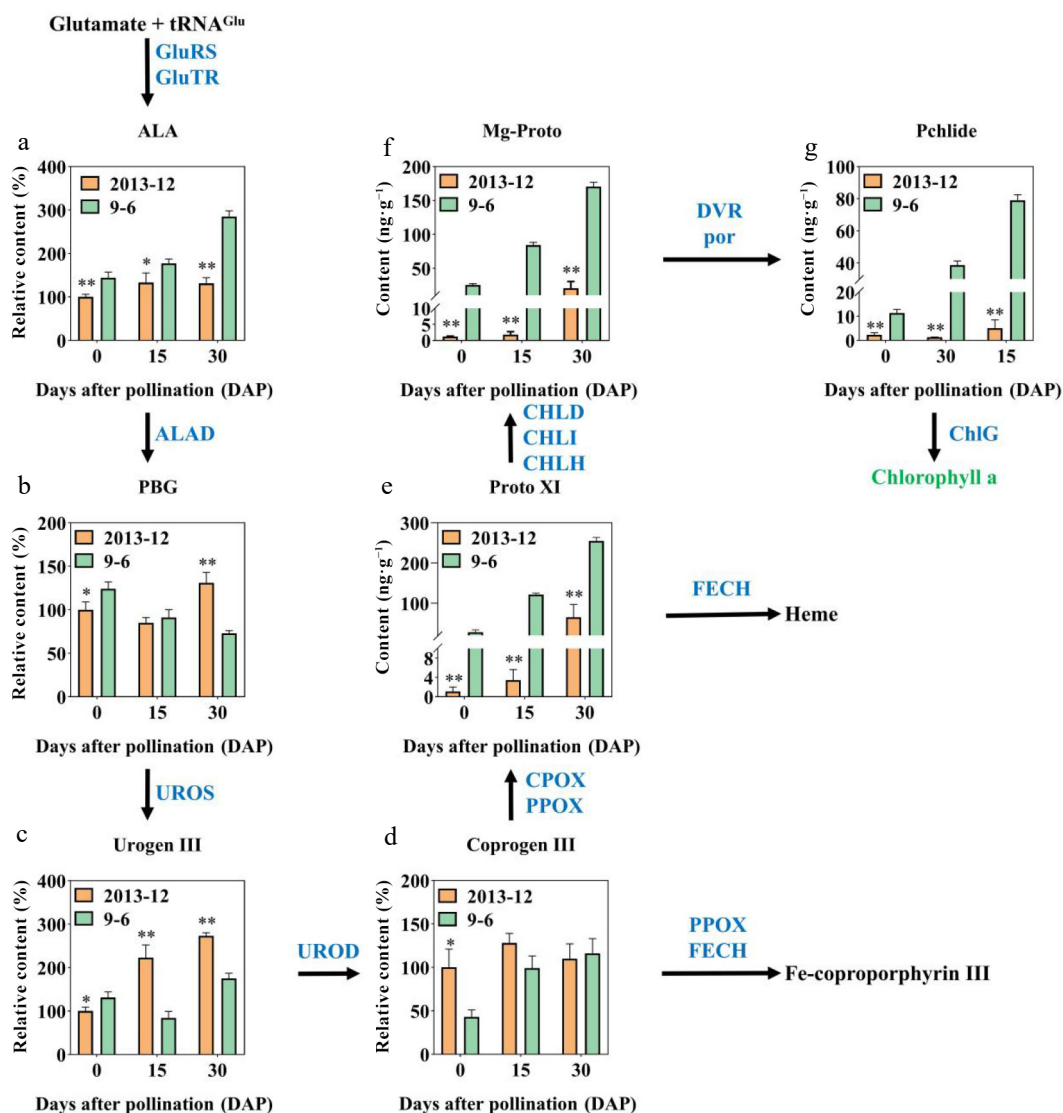 Glutamate + tRNA^Glu
GluRS
GluTR
a
ALA
Relative content (%)
400
300
200
100
0
2013-12
9-6
**
*
**
0 15 30
Days after pollination (DAP)
ALAD
b
PBG
Relative content (%)
200
150
100
50
0
2013-12
9-6
*
**
0 15 30
Days after pollination (DAP)
UROS
c
Urogen III
Relative content (%)
400
300
200
100
0
2013-12
9-6
*
**
**
0 15 30
Days after pollination (DAP)
UROD
d
Coprogen III
Relative content (%)
200
150
100
50
0
2013-12
9-6
*
0 15 30
Days after pollination (DAP)
PPOX
FECH
Fe-coproporphyrin III
CPOX
PPOX
e
Proto XI
Content (ng·g⁻¹)
300
200
100
8
4
0
2013-12
9-6
**
**
**
0 15 30
Days after pollination (DAP)
FECH
Heme
CHLD
CHLI
CHLH
f
Mg-Proto
Content (ng·g⁻¹)
200
150
100
50
10
5
0
2013-12
9-6
**
**
**
0 15 30
Days after pollination (DAP)
DVR
por
g
Pchlide
Content (ng·g⁻¹)
100
80
60
40
20
10
0
2013-12
9-6
**
**
**
0 30 15
Days after pollination (DAP)
ChlG
Chlorophyll a